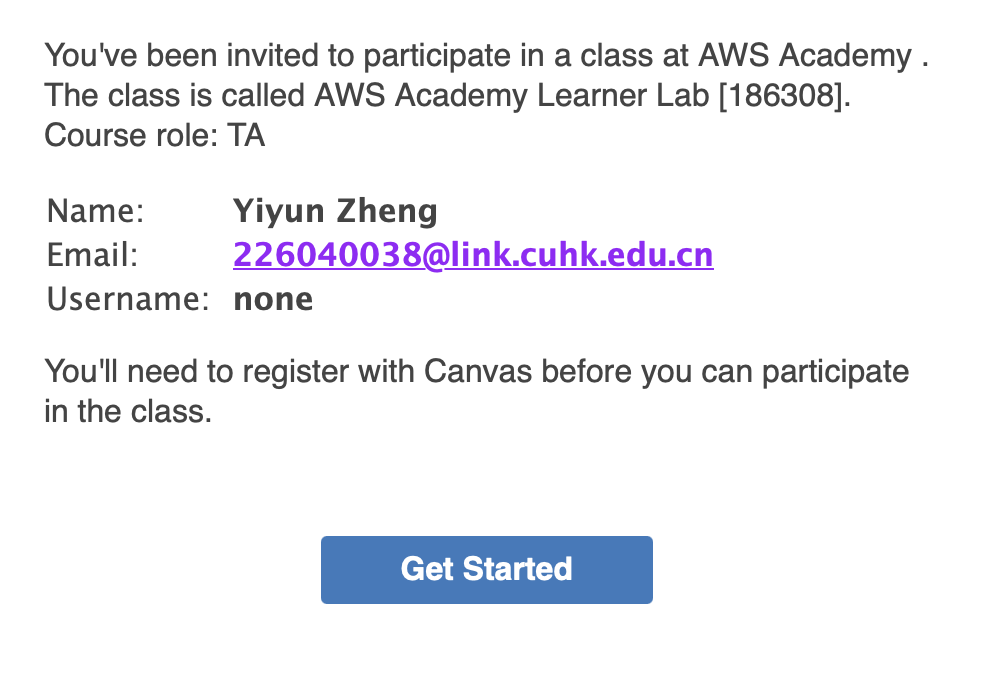 You've been invited to participate in a class at AWS Academy .
The class is called AWS Academy Learner Lab [186308].
Course role: TA
Name: Yiyun Zheng
Email: 226040038@link.cuhk.edu.cn
Username: none
You'll need to register with Canvas before you can participate
in the class.
Get Started